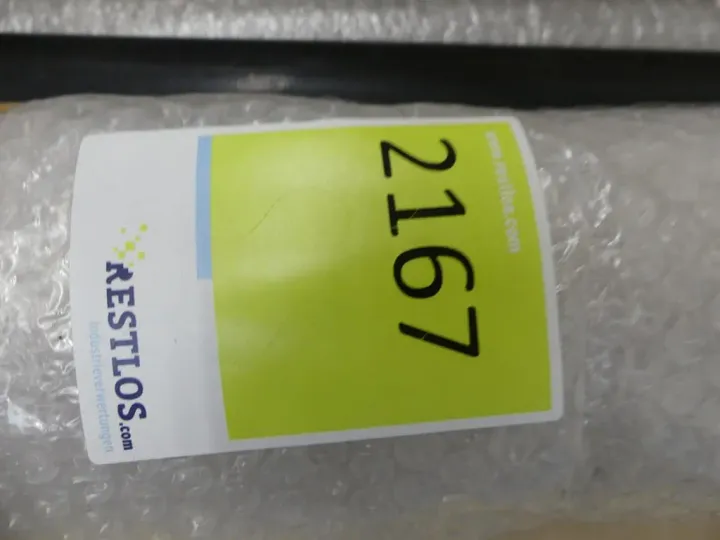 www.restlos.com
2167
RESTLOS.com
Industrieverwertungen